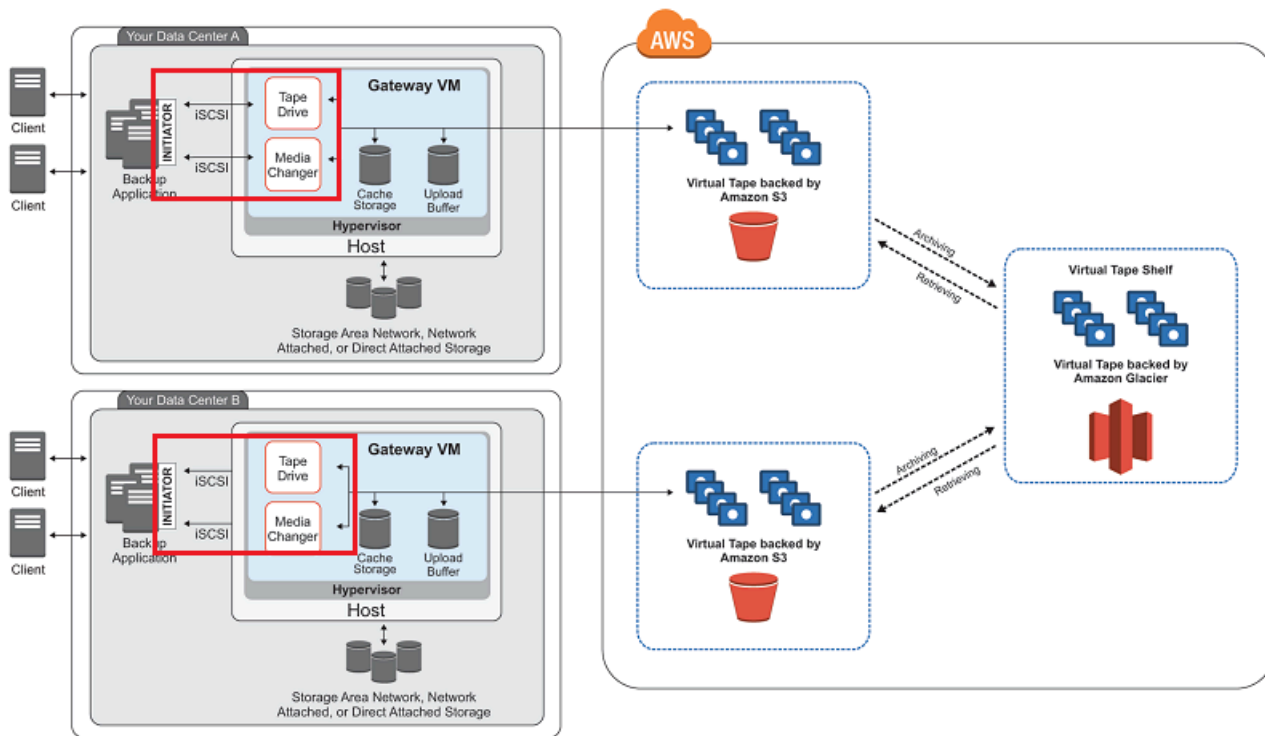 Your Data Center A
AWS
Client
Client
Backup
Application
INITIATOR
iSCSI
iSCSI
Gateway VM
Tape
Drive
Media
Changer
Cache
Storage
Upload
Buffer
Hypervisor
Host
Storage Area Network, Network
Attached, or Direct Attached Storage
Virtual Tape backed by
Amazon S3
Archiving
Retrieving
Virtual Tape Shelf
Virtual Tape backed by
Amazon Glacier
Your Data Center B
Client
Client
Backup
Application
INITIATOR
iSCSI
iSCSI
Gateway VM
Tape
Drive
Media
Changer
Cache
Storage
Upload
Buffer
Hypervisor
Host
Storage Area Network, Network
Attached, or Direct Attached Storage
Virtual Tape backed by
Amazon S3
Archiving
Retrieving